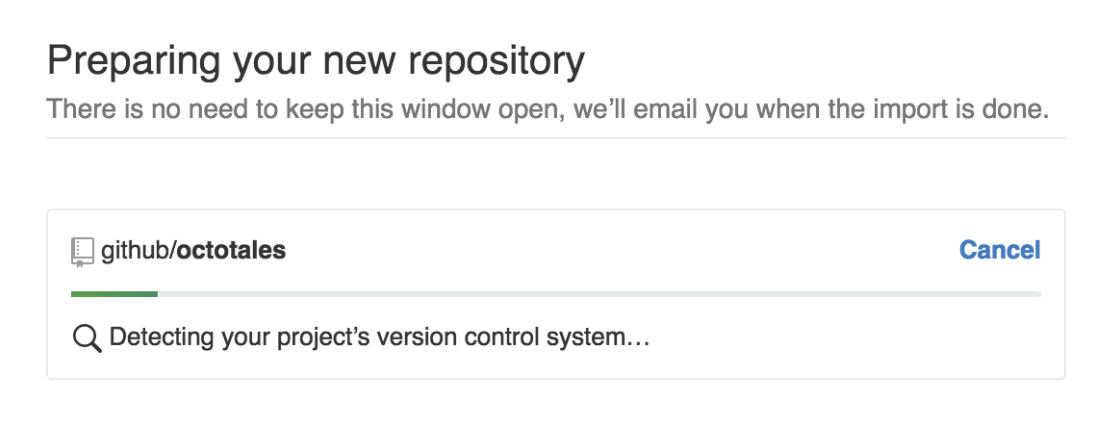 Preparing your new repository
There is no need to keep this window open, we’ll email you when the import is done.
github/octotales
Cancel
Detecting your project’s version control system…